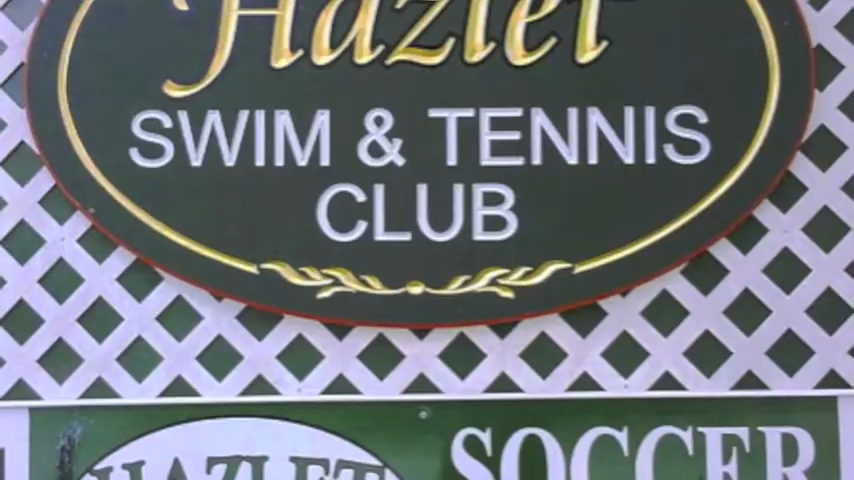 Hazlet
SWIM & TENNIS
CLUB
HAZLET
SOCCER